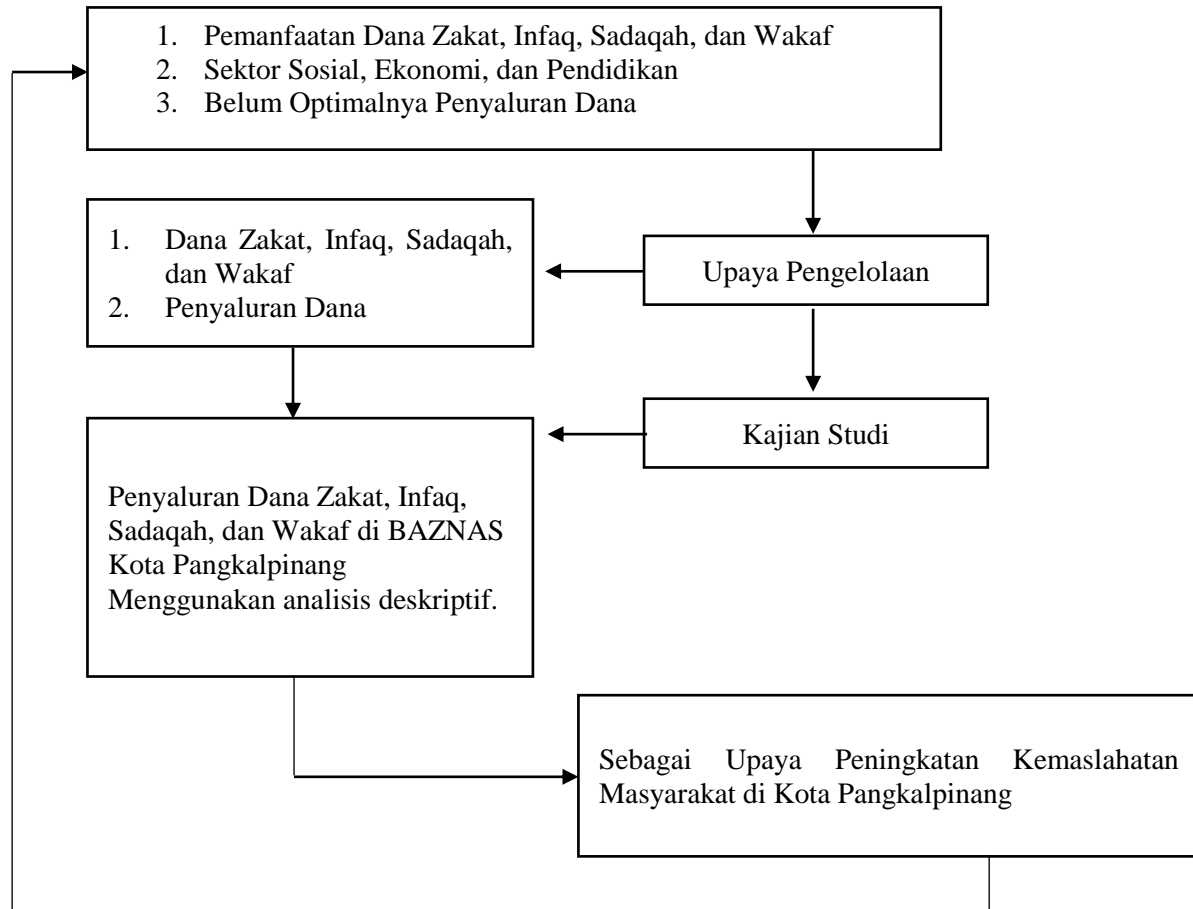 1. Pemanfaatan Dana Zakat, Infaq, Sadaqah, dan Wakaf
2. Sektor Sosial, Ekonomi, dan Pendidikan
3. Belum Optimalnya Penyaluran Dana
1. Dana Zakat, Infaq, Sadaqah,
dan Wakaf
2. Penyaluran Dana
Upaya Pengelolaan
Kajian Studi
Penyaluran Dana Zakat, Infaq,
Sadaqah, dan Wakaf di BAZNAS
Kota Pangkalpinang
Menggunakan analisis deskriptif.
Sebagai Upaya Peningkatan Kemaslahatan
Masyarakat di Kota Pangkalpinang